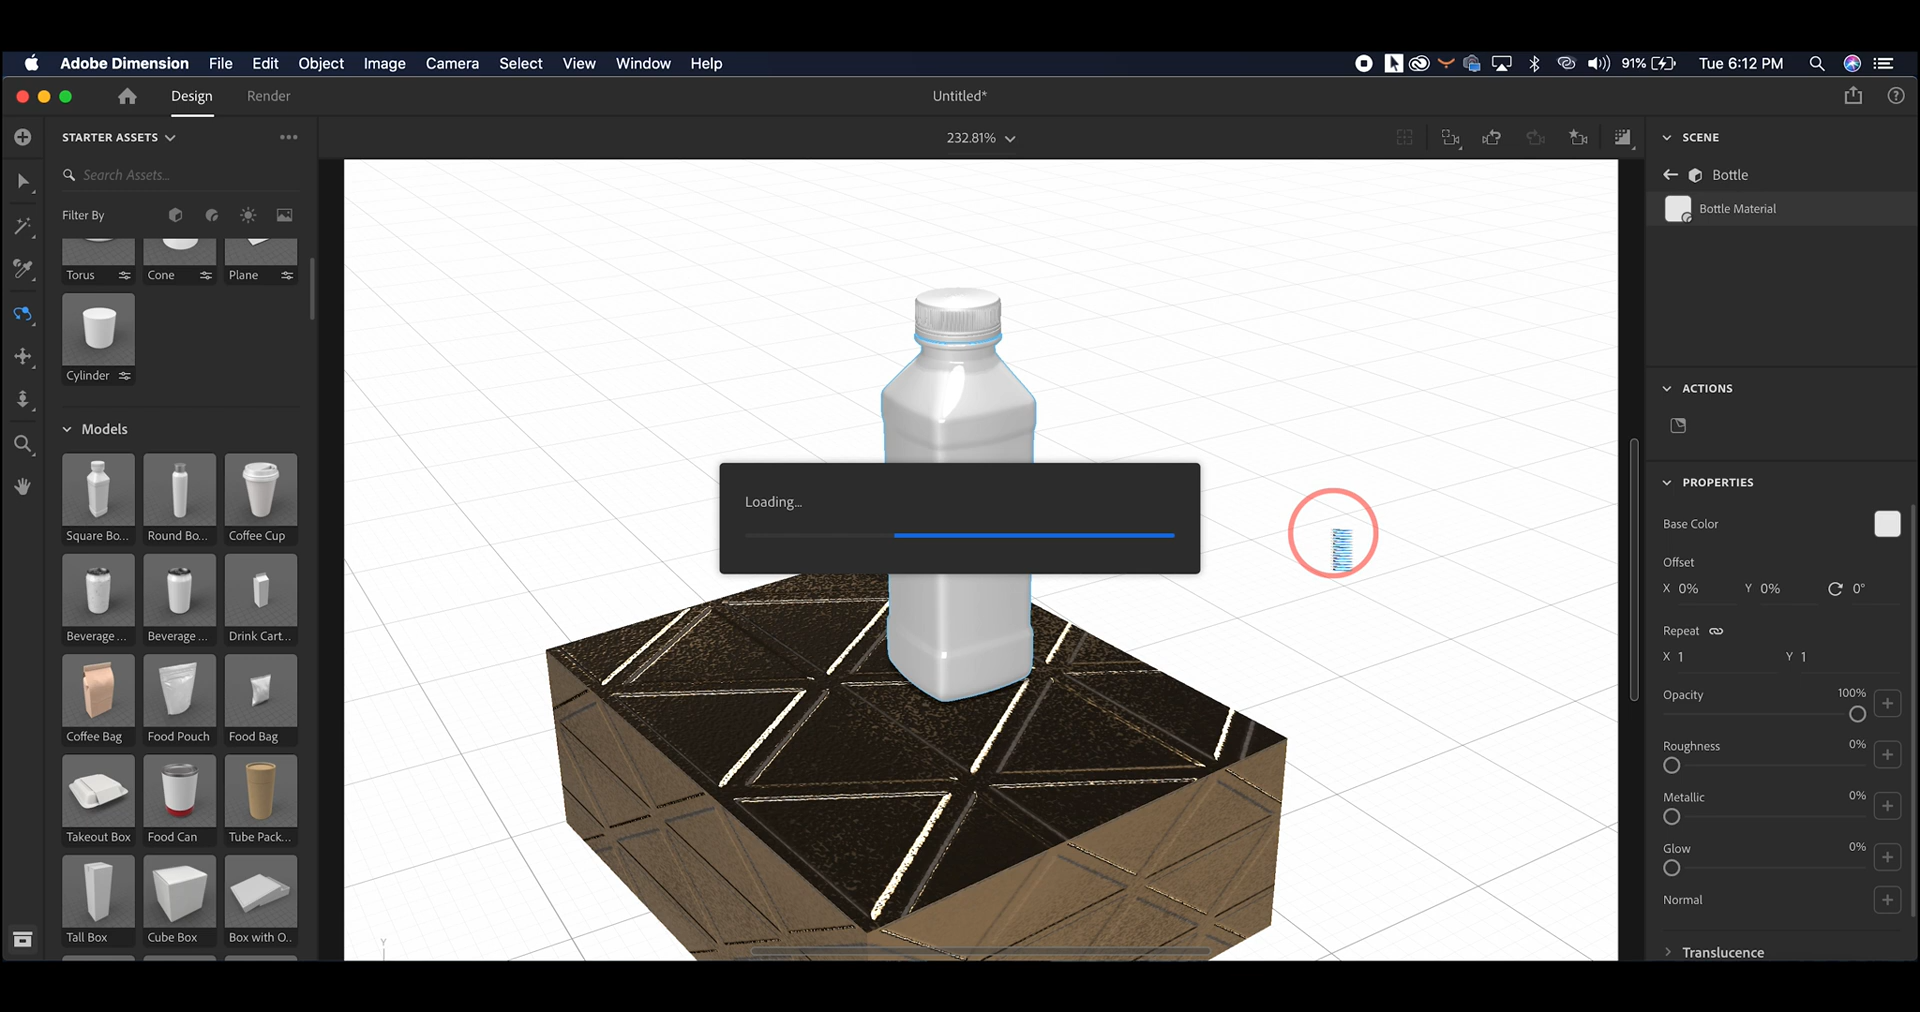 Adobe Dimension File Edit Object Image Camera Select View Window Help 91% Tue 6:12 PM
Design Render Untitled*
STARTER ASSETS
232.81%
Search Assets...
Filter By
Torus Cone Plane
Cylinder
Models
Square Bo... Round Bo... Coffee Cup
Beverage ... Beverage ... Drink Cart...
Coffee Bag Food Pouch Food Bag
Takeout Box Food Can Tube Pack...
Tall Box Cube Box Box with O...
Loading...
Y
SCENE
Bottle
Bottle Material
ACTIONS
PROPERTIES
Base Color
Offset
X 0% Y 0% 0°
Repeat
X 1 Y 1
Opacity 100%
Roughness 0%
Metallic 0%
Glow 0%
Normal
Translucence